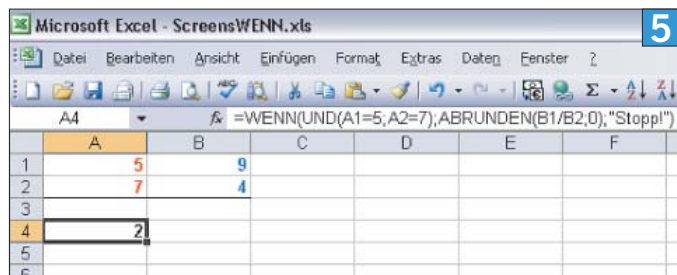 Microsoft Excel - ScreensWENN.xls
5
Datei Bearbeiten Ansicht Einfügen Format Extras Daten Fenster ?
A4 fx =WENN(UND(A1=5;A2=7);ABRUNDEN(B1/B2;0);"Stopp!")
A B C D E F
1 5 9
2 7 4
3
4 2
5
6